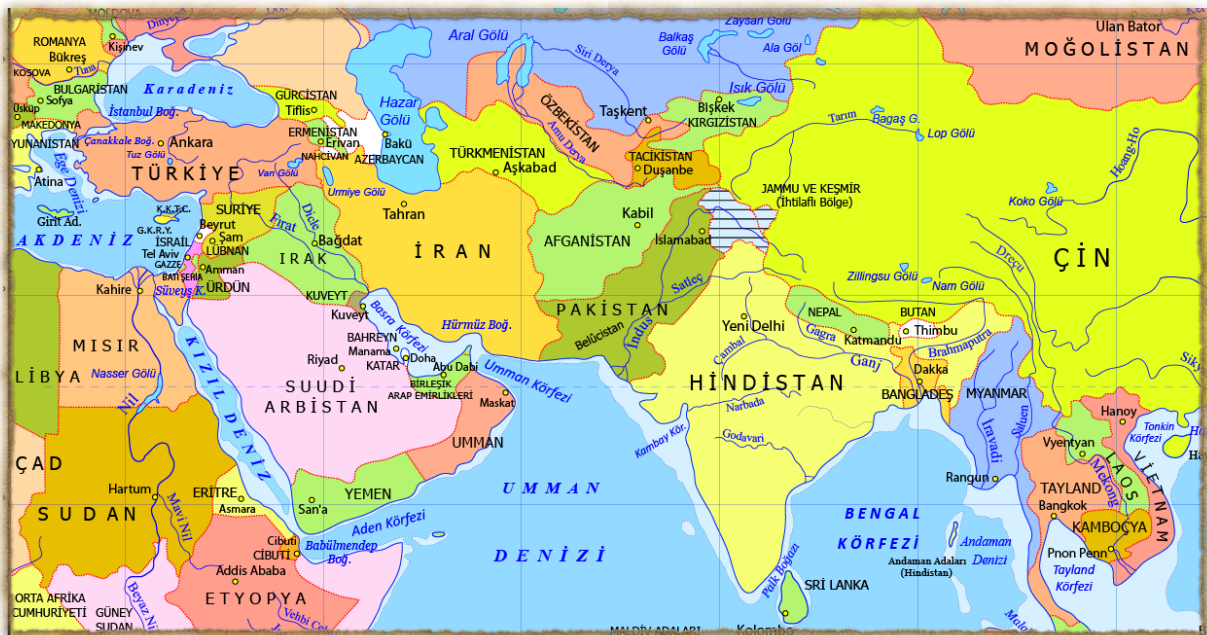 MOLDOVA
Kişinev
ROMANYA
Bükreş
Tuna
KOSOVA
BULGARİSTAN
Sofya
Üsküp
MAKEDONYA
YUNANİSTAN
Atina
Ege Denizi
Girit Ad.
AKDENİZ
Karadeniz
İstanbul Boğ.
Çanakkale Boğ.
Ankara
Tuz Gölü
TÜRKİYE
Van Gölü
K.K.T.C.
G.K.R.Y.
GÜRCİSTAN
Tiflis
ERMENİSTAN
Erivan
NAHCİVAN
AZERBAYCAN
Bakü
Hazar
Gölü
Urmiye Gölü
SURİYE
Beyrut
Şam
LÜBNAN
İSRAİL
Tel Aviv
GAZZE
BATI ŞERİA
Amman
ÜRDÜN
Süveyş K.
Fırat
Dicle
Bağdat
IRAK
KUVEYT
Kuveyt
Basra Körfezi
Tahran
İRAN
Hürmüz Boğ.
BAHREYN
Manama
Doha
KATAR
Abu Dabi
BİRLEŞİK
ARAP EMİRLİKLERİ
Umman Körfezi
Maskat
UMMAN
Riyad
SUUDİ
ARBİSTAN
YEMEN
San'a
Aden Körfezi
Babülmendep
Boğ.
KIZIL DENİZ
Kahire
MISIR
LİBYA
Nasser Gölü
Nil
ÇAD
Hartum
SUDAN
Mavi Nil
Beyaz Nil
ERİTRE
Asmara
Cibuti
CİBUTİ
Addis Ababa
ETYOPYA
ORTA AFRİKA
CUMHURİYETİ
GÜNEY
SUDAN
Aral Gölü
Siri Derya
Balkaş
Gölü
Zaysan Gölü
Ala Göl
Isık Gölü
Taşkent
Bişkek
KIRGIZİSTAN
ÖZBEKİSTAN
Amu Derya
TÜRKMENİSTAN
Aşkabad
TACİKİSTAN
Duşanbe
Kabil
AFGANİSTAN
İslamabad
JAMMU VE KEŞMİR
(İhtilaflı Bölge)
PAKİSTAN
Belücistan
İndus
Satleç
Ulan Bator
MOĞOLİSTAN
Tarım
Bagaş G.
Lop Gölü
Hoang-Ho
Koko Gölü
ÇİN
Dreçu
Zillingsu Gölü
Nam Gölü
NEPAL
Katmandu
BUTAN
Thimbu
Yeni Delhi
Çambal
Gagra
Ganj
Brahmaputra
HİNDİSTAN
Narbada
Godavari
Kambay Kör.
Dakka
BANGLADEŞ
MYANMAR
İravadi
Saluen
Rangun
Hanoy
Tonkin
Körfezi
Vyentyan
LAOS
VİETNAM
Mekong
TAYLAND
Bangkok
KAMBOÇYA
Pnon Penn
Tayland
Körfezi
UMMAN
DENİZİ
BENGAL
KÖRFEZİ
Andaman
Denizi
Andaman Adaları
(Hindistan)
Palk Boğazı
SRİ LANKA
Kolombo
MALDİV ADALARI